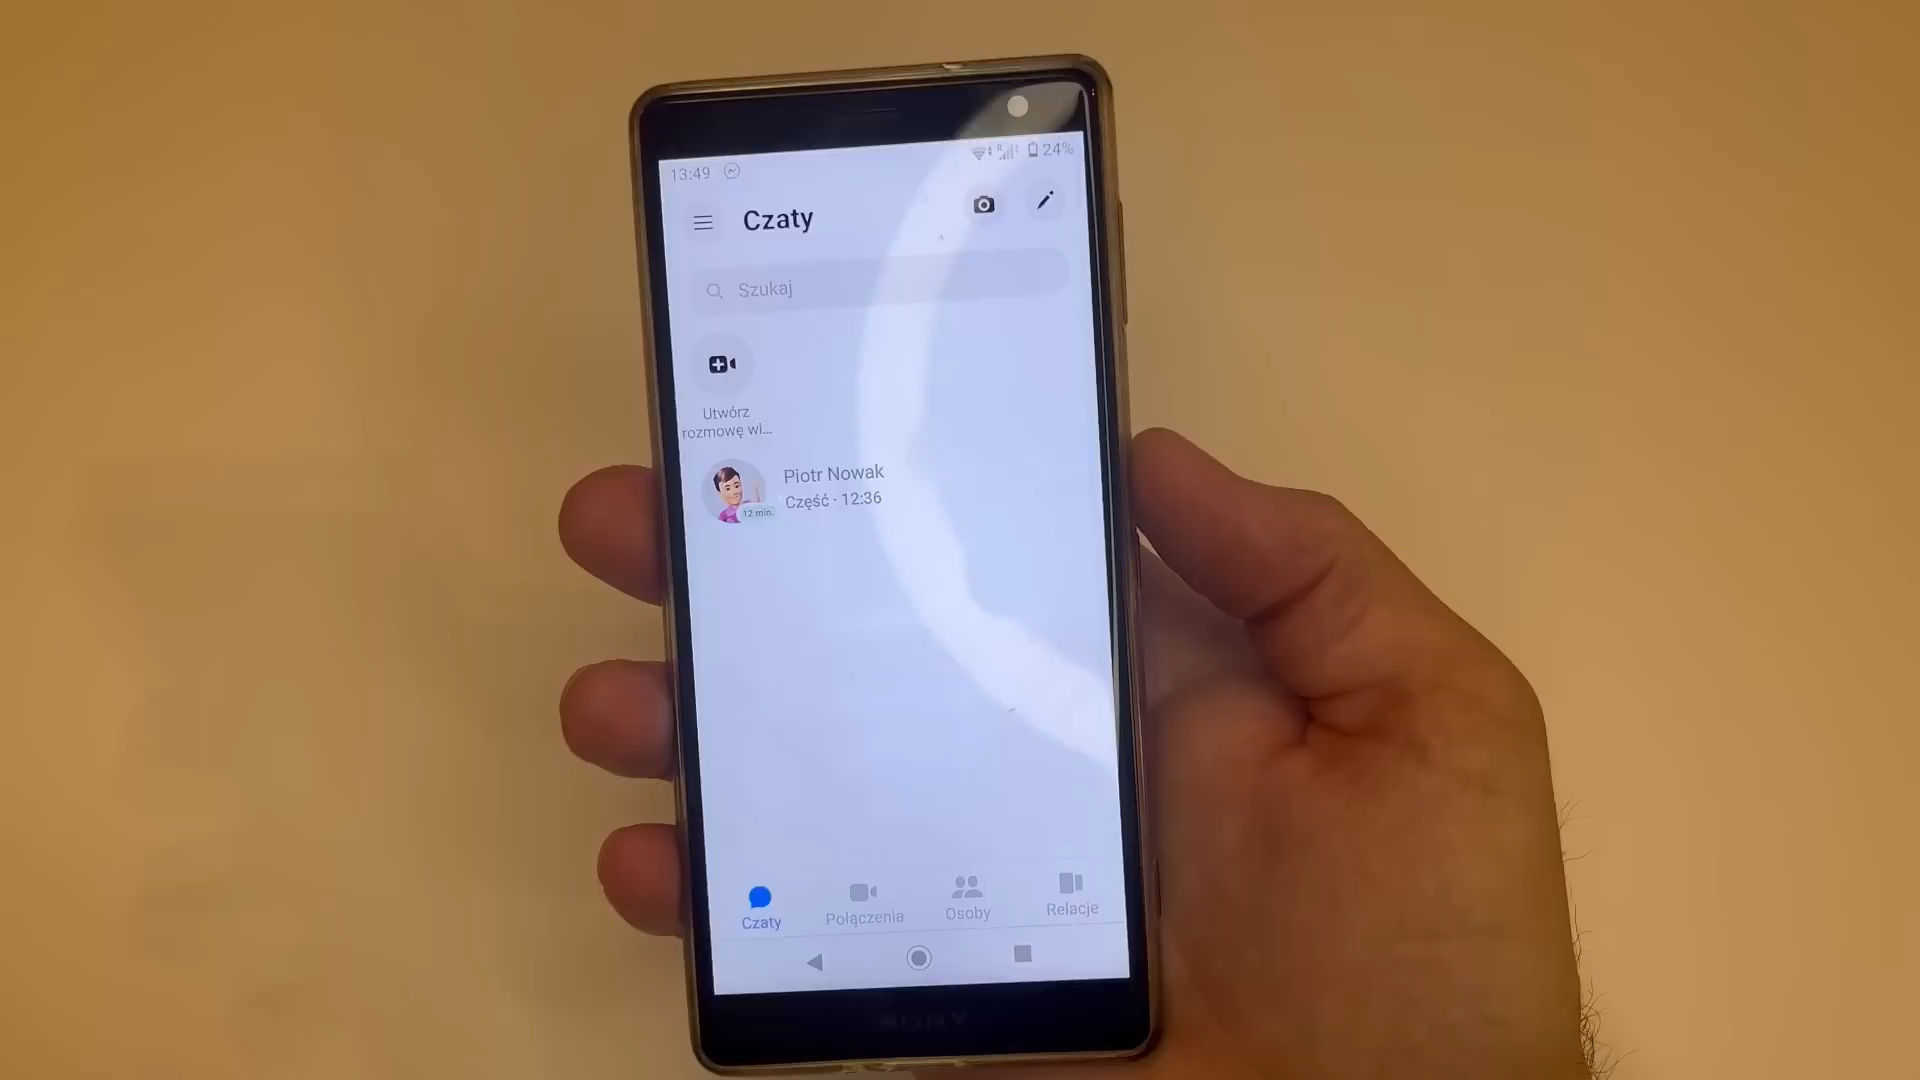 13:49
24%
Czaty
Szukaj
Utwórz
rozmowę wi...
Piotr Nowak
Część · 12:36
12 min.
Czaty
Połączenia
Osoby
Relacje
SONY